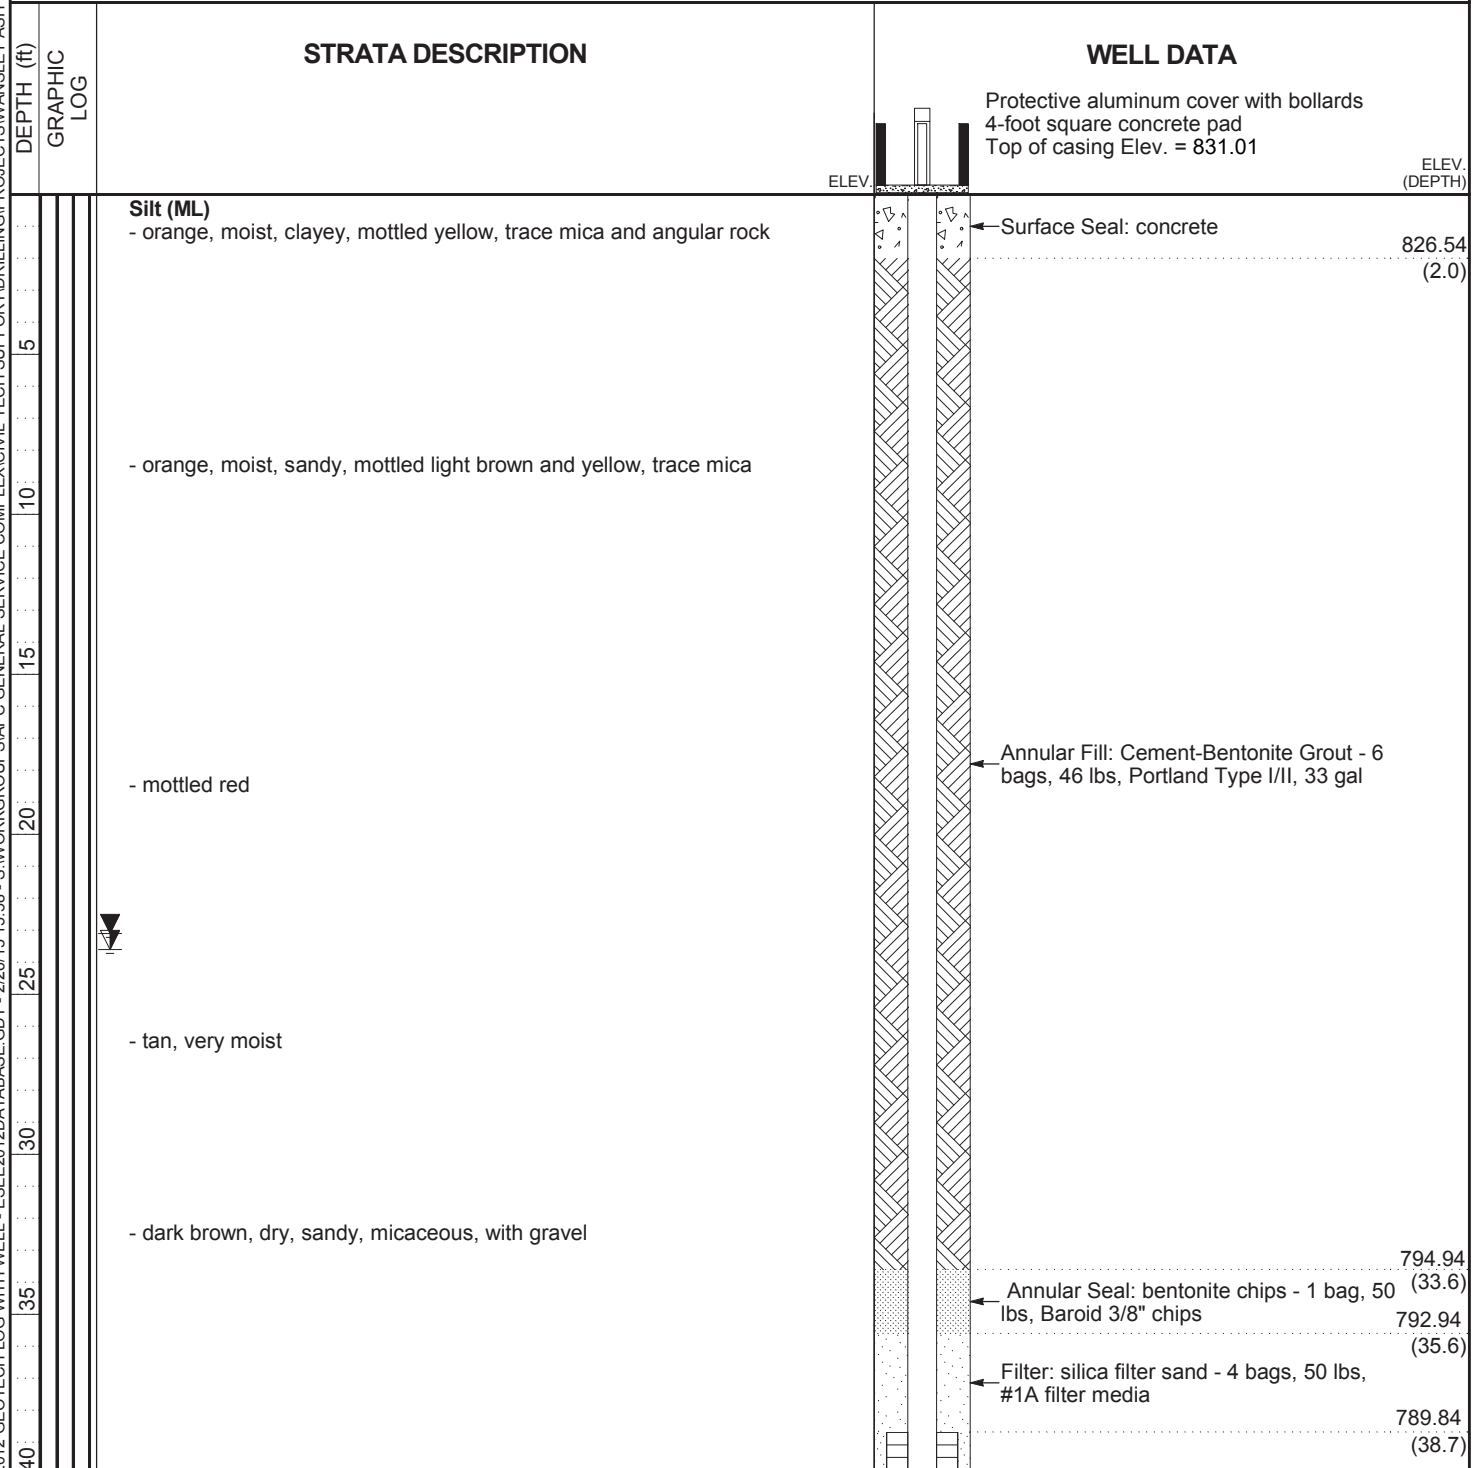 DEPTH (ft)
GRAPHIC
LOG
STRATA DESCRIPTION
ELEV.
WELL DATA
Protective aluminum cover with bollards
4-foot square concrete pad
Top of casing Elev. = 831.01
ELEV.
(DEPTH)
Silt (ML)
- orange, moist, clayey, mottled yellow, trace mica and angular rock
Surface Seal: concrete
826.54
(2.0)
5
- orange, moist, sandy, mottled light brown and yellow, trace mica
10
15
Annular Fill: Cement-Bentonite Grout - 6
bags, 46 lbs, Portland Type I/II, 33 gal
- mottled red
20
25
- tan, very moist
30
- dark brown, dry, sandy, micaceous, with gravel
794.94
(33.6)
Annular Seal: bentonite chips - 1 bag, 50
lbs, Baroid 3/8" chips
792.94
35
(35.6)
Filter: silica filter sand - 4 bags, 50 lbs,
#1A filter media
789.84
(38.7)
40